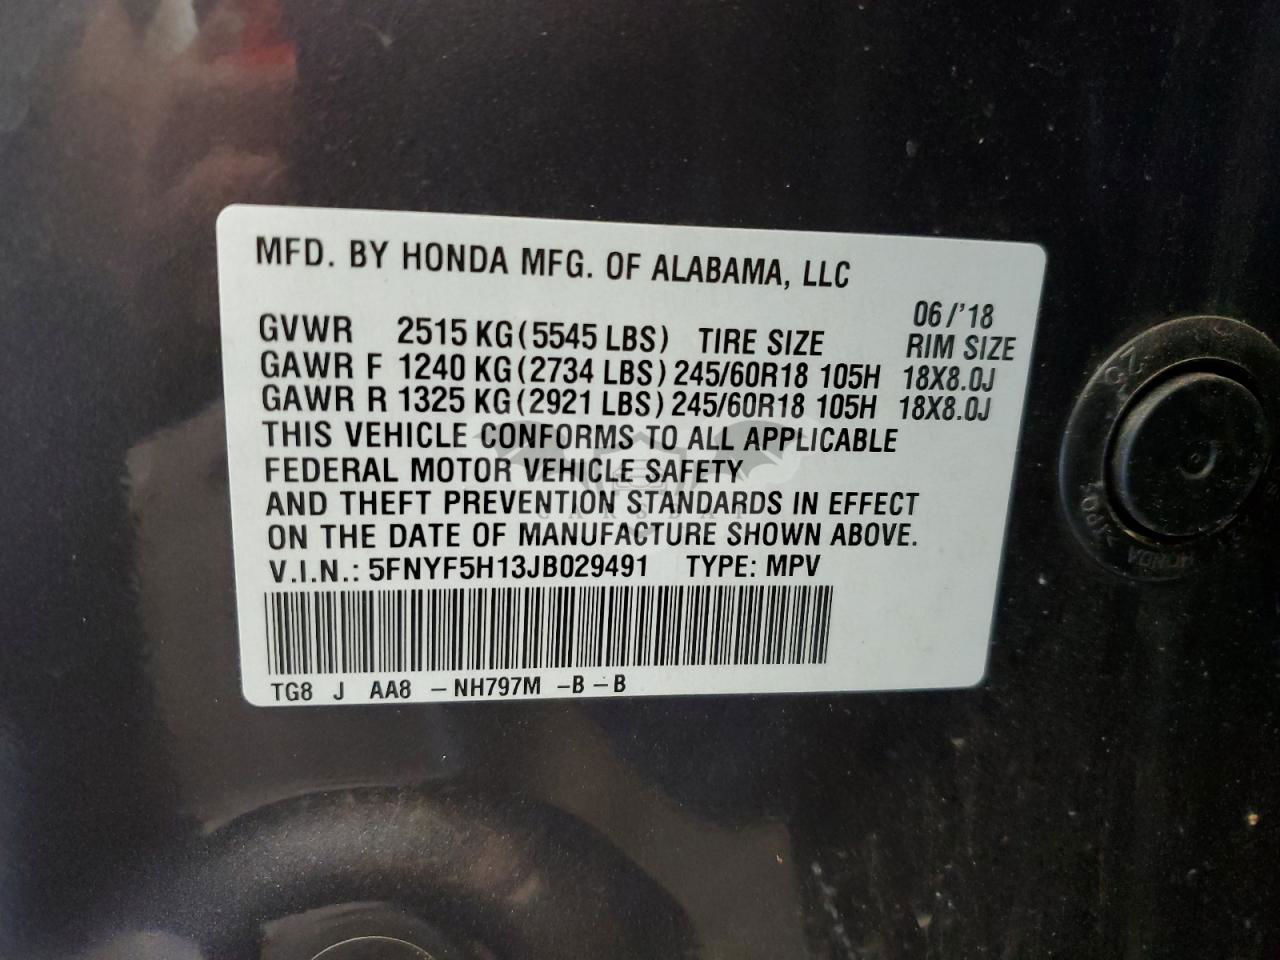 MFD. BY HONDA MFG. OF ALABAMA, LLC
06/'18
GVWR 2515 KG(5545 LBS) TIRE SIZE RIM SIZE
GAWR F 1240 KG(2734 LBS) 245/60R18 105H 18X8.0J
GAWR R 1325 KG(2921 LBS) 245/60R18 105H 18X8.0J
THIS VEHICLE CONFORMS TO ALL APPLICABLE
FEDERAL MOTOR VEHICLE SAFETY
AND THEFT PREVENTION STANDARDS IN EFFECT
ON THE DATE OF MANUFACTURE SHOWN ABOVE.
V.I.N.: 5FNYF5H13JB029491 TYPE: MPV
TG8 J AA8 -NH797M -B-B
CARSBAT
HONDA
25